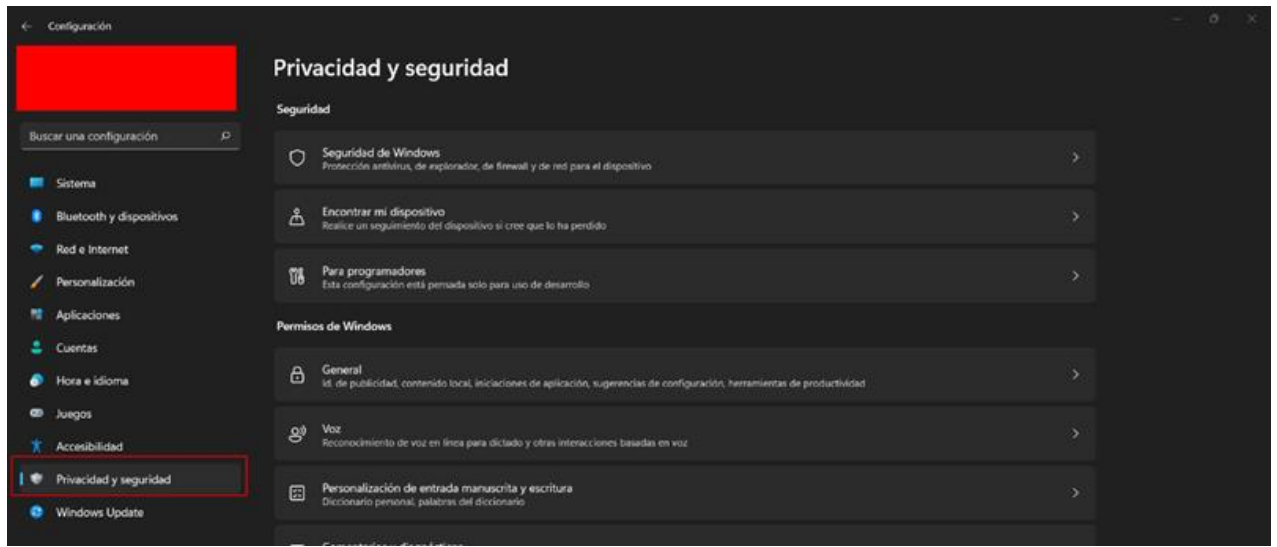 Configuración
Buscar una configuración
Sistema
Bluetooth y dispositivos
Red e Internet
Personalización
Aplicaciones
Cuentas
Hora e idioma
Juegos
Accesibilidad
Privacidad y seguridad
Windows Update
Privacidad y seguridad
Seguridad
Seguridad de Windows
Protección antivirus, de explorador, de firewall y de red para el dispositivo
Encontrar mi dispositivo
Realice un seguimiento del dispositivo si cree que lo ha perdido
Para programadores
Esta configuración está pensada solo para uso de desarrollo
Permisos de Windows
General
Id. de publicidad, contenido local, iniciaciones de aplicación, sugerencias de configuración, herramientas de productividad
Voz
Reconocimiento de voz en línea para dictado y otras interacciones basadas en voz
Personalización de entrada manuscrita y escritura
Diccionario personal, palabras del diccionario